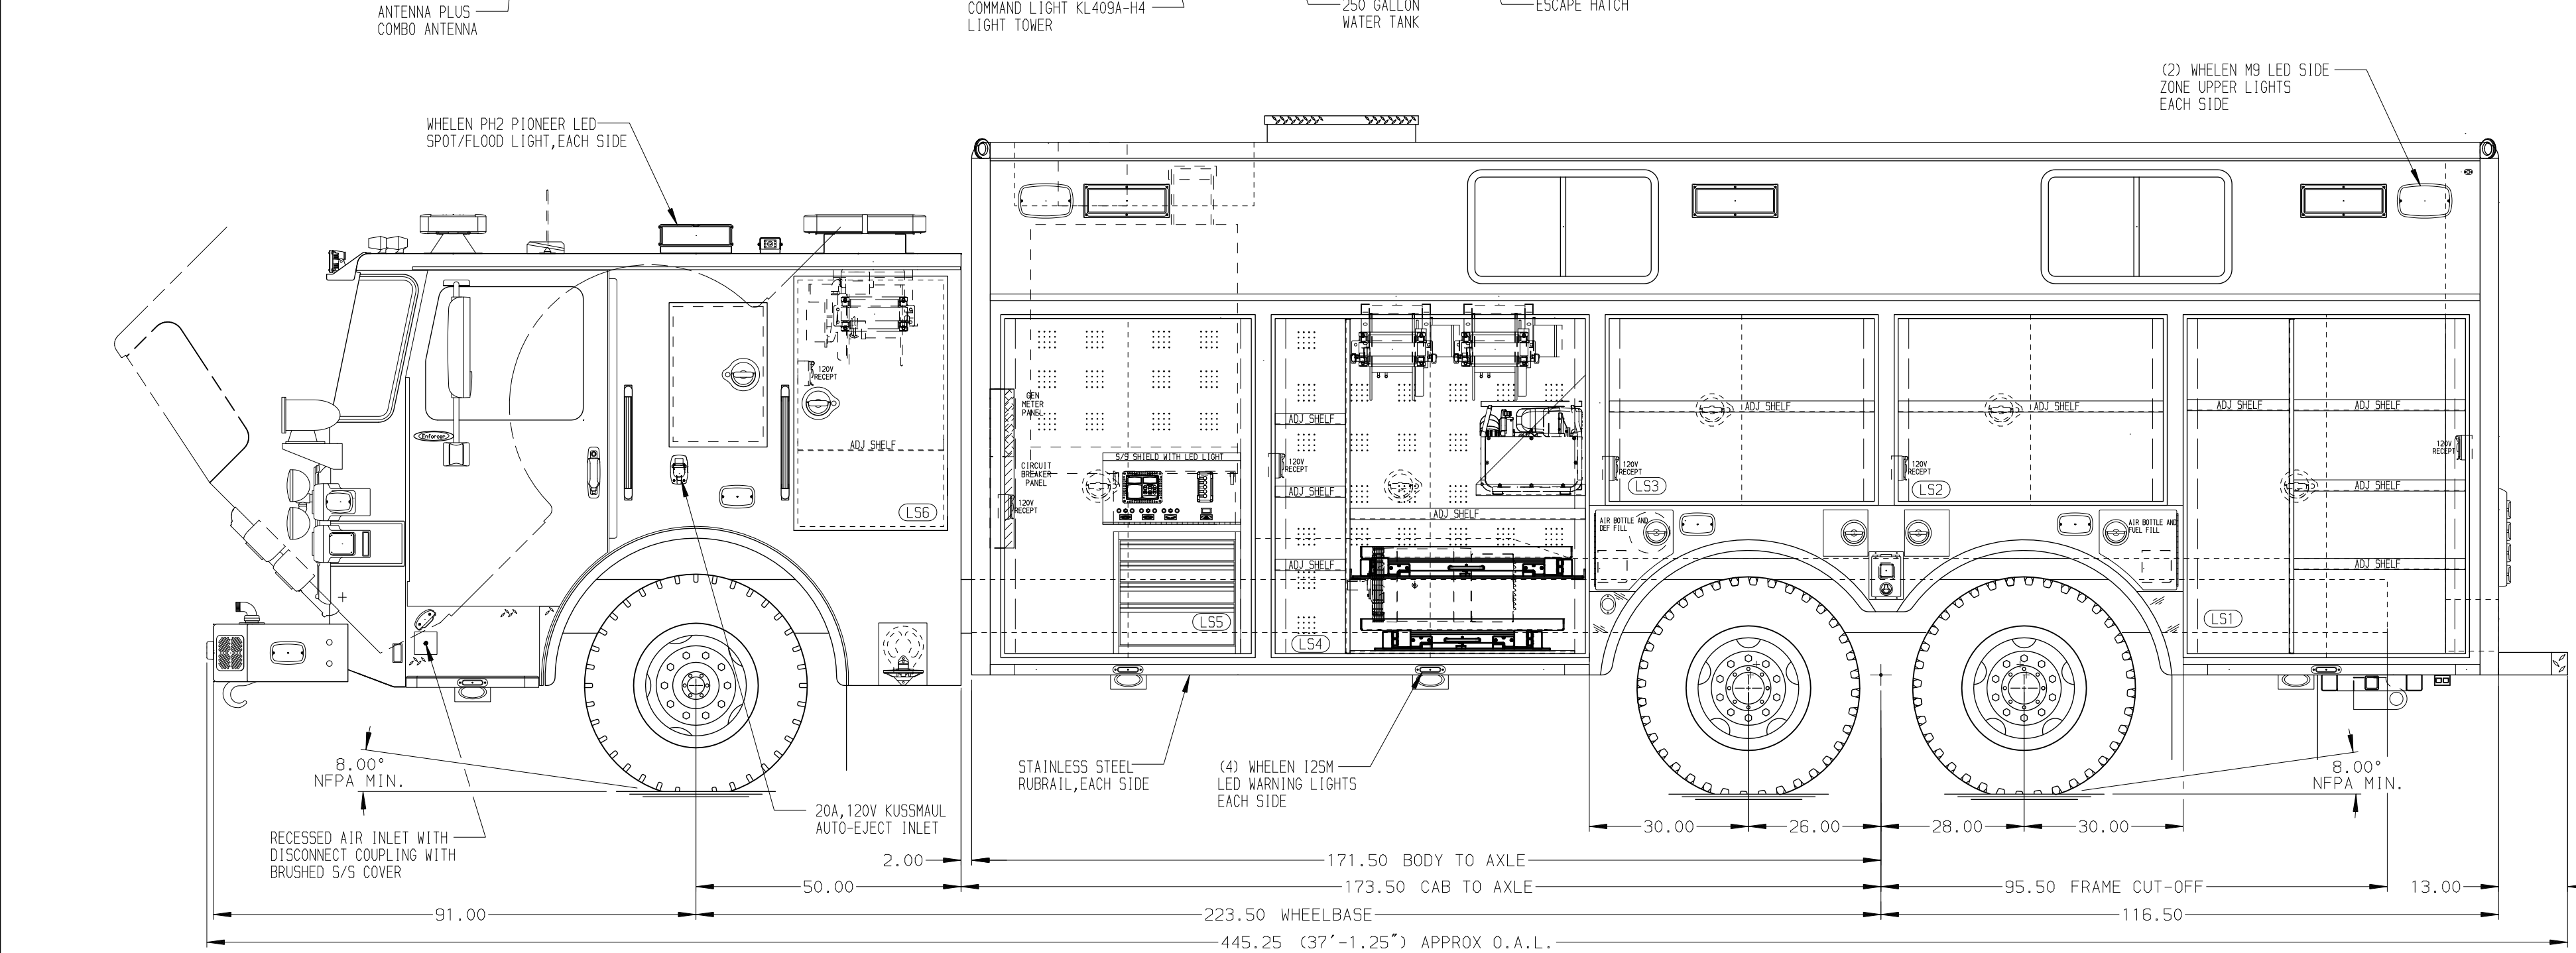 ANTENNA PLUS
COMBO ANTENNA
COMMAND LIGHT KL409A-H4
LIGHT TOWER
250 GALLON
WATER TANK
ESCAPE HATCH
(2) WHELEN M9 LED SIDE
ZONE UPPER LIGHTS
EACH SIDE
WHELEN PH2 PIONEER LED
SPOT/FLOOD LIGHT,EACH SIDE
Enforcer
120V
RECEPT
ADJ SHELF
LS6
GEN
METER
PANEL
CIRCUIT
BREAKER
PANEL
120V
RECEPT
S/S SHIELD WITH LED LIGHT
LS5
120V
RECEPT
ADJ SHELF
ADJ SHELF
ADJ SHELF
ADJ SHELF
LS4
ADJ SHELF
120V
RECEPT
LS3
ADJ SHELF
120V
RECEPT
LS2
ADJ SHELF
ADJ SHELF
120V
RECEPT
ADJ SHELF
ADJ SHELF
LS1
AIR BOTTLE AND
DEF FILL
AIR BOTTLE AND
FUEL FILL
8.00°
NFPA MIN.
RECESSED AIR INLET WITH
DISCONNECT COUPLING WITH
BRUSHED S/S COVER
20A,120V KUSSMAUL
AUTO-EJECT INLET
STAINLESS STEEL
RUBRAIL,EACH SIDE
(4) WHELEN I2SM
LED WARNING LIGHTS
EACH SIDE
8.00°
NFPA MIN.
30.00
26.00
28.00
30.00
2.00
171.50 BODY TO AXLE
50.00
173.50 CAB TO AXLE
95.50 FRAME CUT-OFF
13.00
91.00
223.50 WHEELBASE
116.50
445.25 (37'-1.25") APPROX O.A.L.